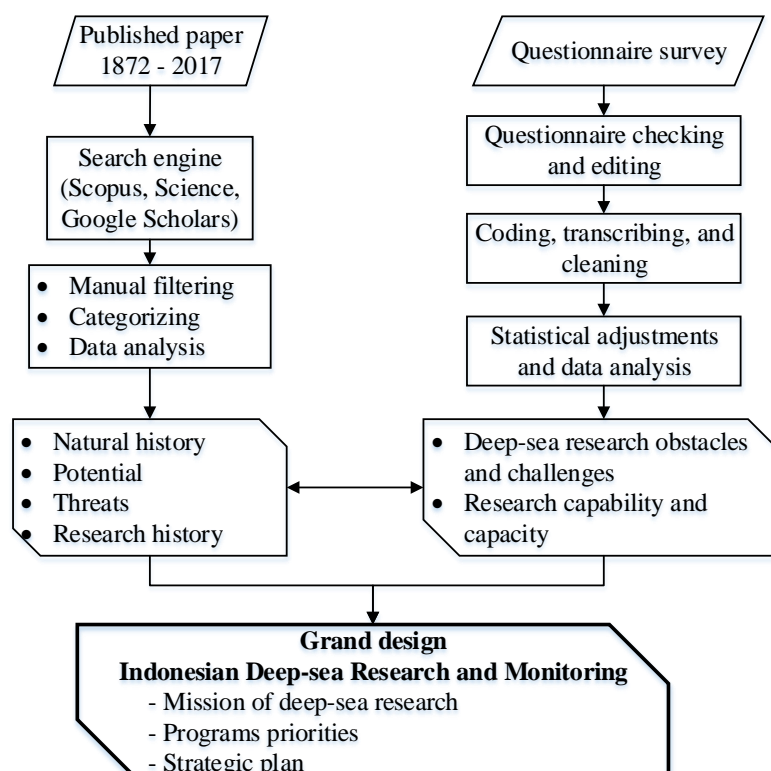 Published paper
1872 - 2017
Search engine
(Scopus, Science,
Google Scholars)
• Manual filtering
• Categorizing
• Data analysis
• Natural history
• Potential
• Threats
• Research history
Questionnaire survey
Questionnaire checking
and editing
Coding, transcribing, and
cleaning
Statistical adjustments
and data analysis
• Deep-sea research obstacles
and challenges
• Research capability and
capacity
Grand design
Indonesian Deep-sea Research and Monitoring
- Mission of deep-sea research
- Programs priorities
- Strategic plan